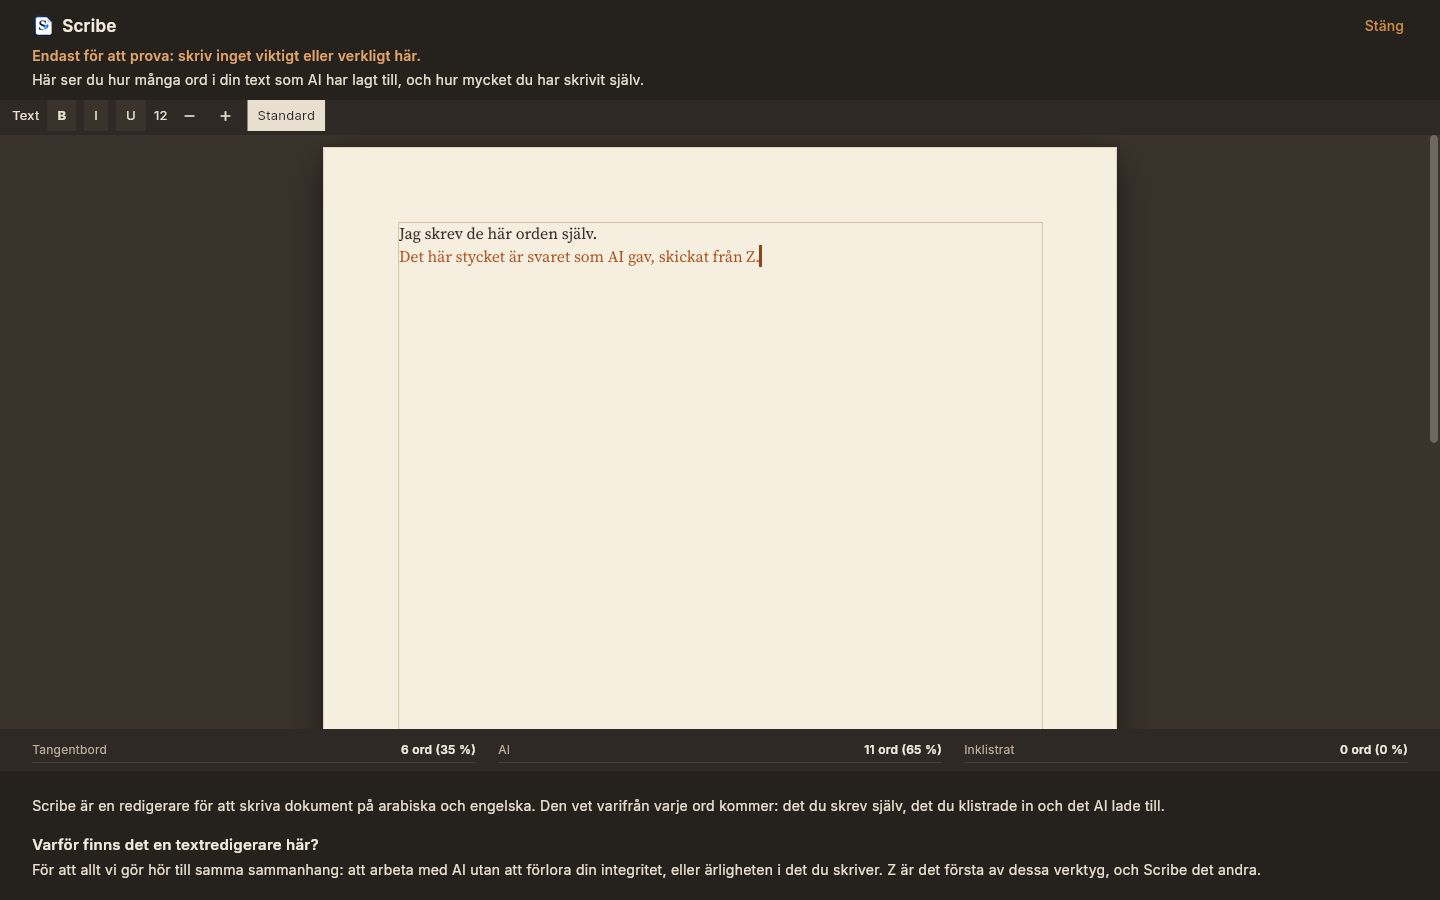 Scribe
Stäng
Endast för att prova: skriv inget viktigt eller verkligt här.
Här ser du hur många ord i din text som AI har lagt till, och hur mycket du har skrivit själv.
Text B I U 12 − + Standard
Jag skrev de här orden själv.
Det här stycket är svaret som AI gav, skickat från Z.
Tangentbord 6 ord (35 %) AI 11 ord (65 %) Inklistrat 0 ord (0 %)
Scribe är en redigerare för att skriva dokument på arabiska och engelska. Den vet varifrån varje ord kommer: det du skrev själv, det du klistrade in och det AI lade till.
Varför finns det en textredigerare här?
För att allt vi gör hör till samma sammanhang: att arbeta med AI utan att förlora din integritet, eller ärligheten i det du skriver. Z är det första av dessa verktyg, och Scribe det andra.